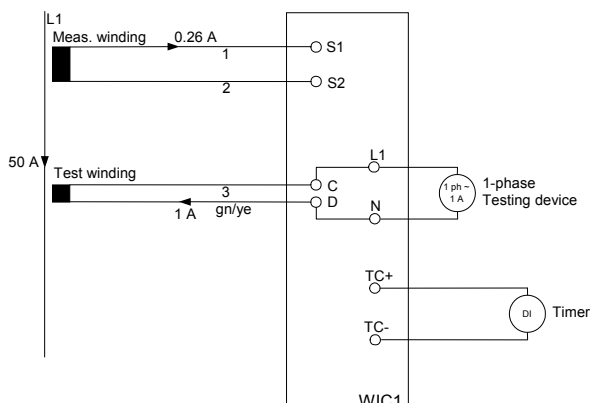 L1
Meas. winding
0.26 A
1
S1
2
S2
50 A
Test winding
3
gn/ye
1 A
C
D
L1
N
1 ph ~
1 A
1-phase
Testing device
TC+
TC-
DI
Timer
WIC1